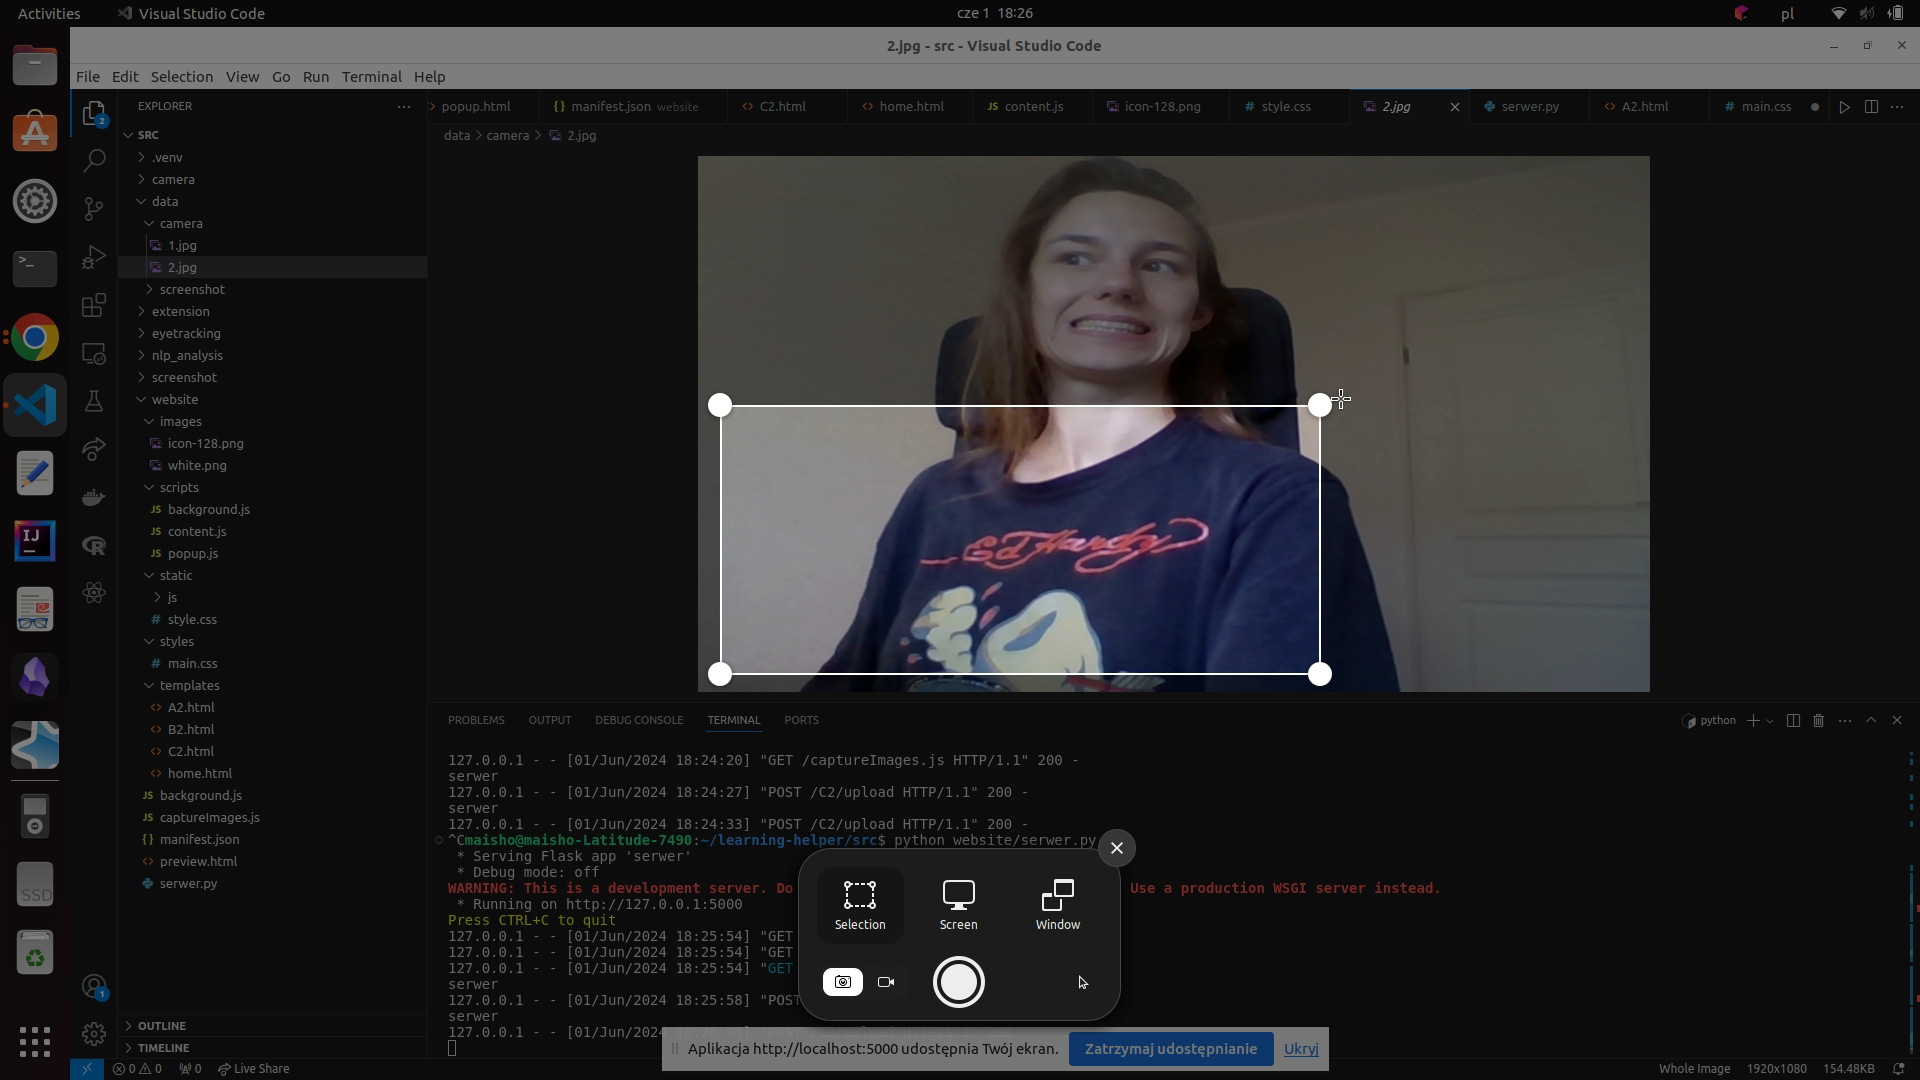 Activities Visual Studio Code cze 1 18:26 pl
2.jpg - src - Visual Studio Code
File Edit Selection View Go Run Terminal Help
EXPLORER
popup.html manifest.json website C2.html home.html content.js icon-128.png style.css 2.jpg serwer.py A2.html main.css
data > camera > 2.jpg
SRC
.venv
camera
data
camera
1.jpg
2.jpg
screenshot
extension
eyetracking
nlp_analysis
screenshot
website
images
icon-128.png
white.png
scripts
background.js
content.js
popup.js
static
js
style.css
styles
main.css
templates
A2.html
B2.html
C2.html
home.html
background.js
captureImages.js
manifest.json
preview.html
serwer.py
OUTLINE
TIMELINE
2
1
IJ
SSD
Ed Hardy
PROBLEMS OUTPUT DEBUG CONSOLE TERMINAL PORTS
python
127.0.0.1 - - [01/Jun/2024 18:24:20] "GET /captureImages.js HTTP/1.1" 200 -
serwer
127.0.0.1 - - [01/Jun/2024 18:24:27] "POST /C2/upload HTTP/1.1" 200 -
serwer
127.0.0.1 - - [01/Jun/2024 18:24:33] "POST /C2/upload HTTP/1.1" 200 -
^Cmaisho@maisho-Latitude-7490:~/learning-helper/src$ python website/serwer.py
* Serving Flask app 'serwer'
* Debug mode: off
WARNING: This is a development server. Do Use a production WSGI server instead.
* Running on http://127.0.0.1:5000
Press CTRL+C to quit
127.0.0.1 - - [01/Jun/2024 18:25:54] "GET
127.0.0.1 - - [01/Jun/2024 18:25:54] "GET
127.0.0.1 - - [01/Jun/2024 18:25:54] "GET
serwer
127.0.0.1 - - [01/Jun/2024 18:25:58] "POST
serwer
127.0.0.1
Selection Screen Window
Aplikacja http://localhost:5000 udostępnia Twój ekran. Zatrzymaj udostępnianie Ukryj
0 0 0 Live Share Whole Image 1920x1080 154.48KB